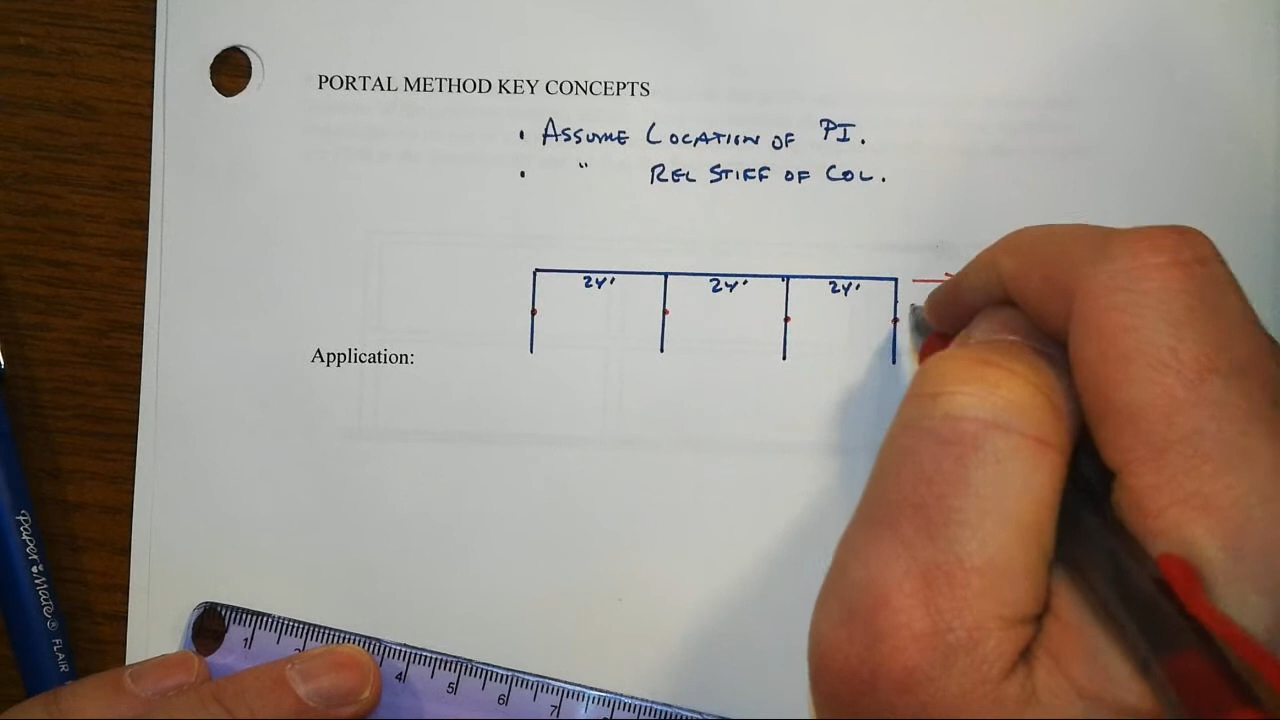 PORTAL METHOD KEY CONCEPTS
• ASSUME LOCATION OF PI.
• " REL STIFF OF COL.
24' 24' 24'
Application:
Paper Mate® FLAIR
1 2 4 5 6 7